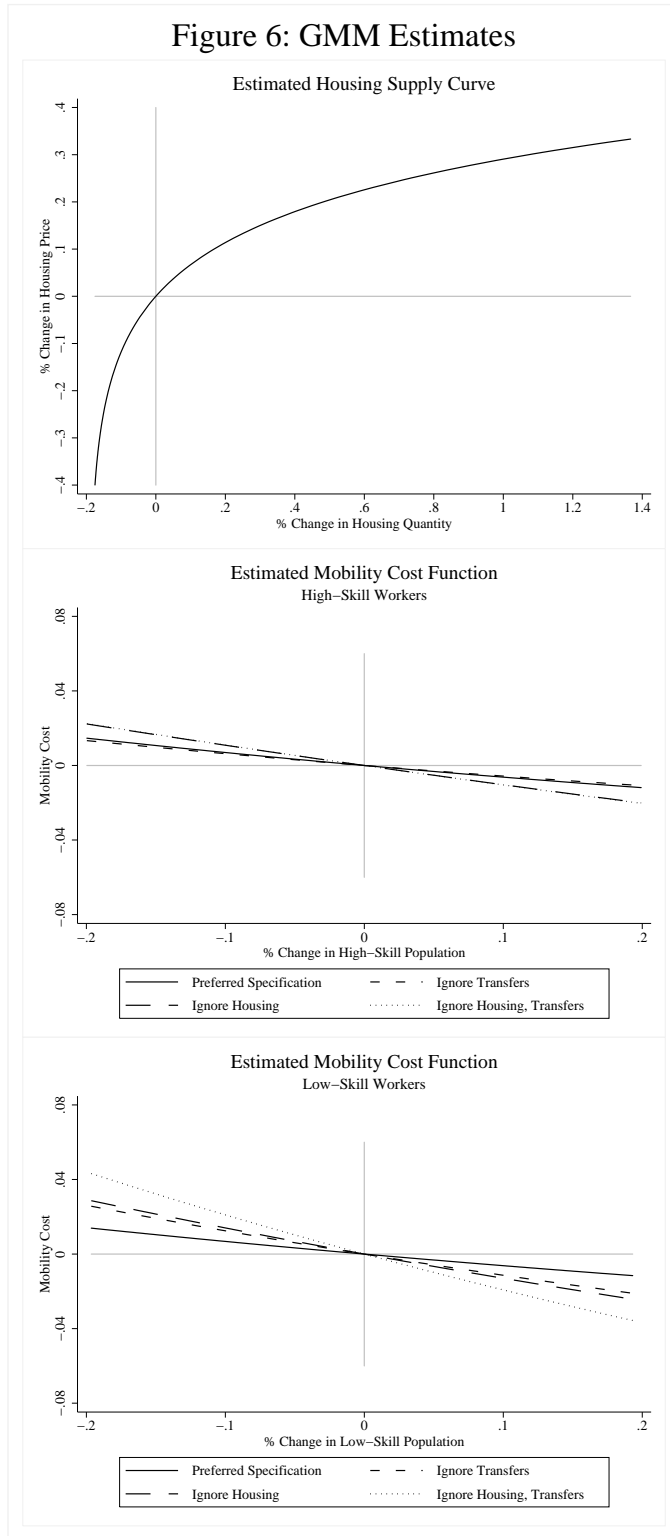 Figure 6: GMM Estimates
Estimated Housing Supply Curve
% Change in Housing Price
.4
.3
.2
.1
0
−.1
−.2
−.3
−.4
−.2 0 .2 .4 .6 .8 1 1.2 1.4
% Change in Housing Quantity
Estimated Mobility Cost Function
High−Skill Workers
Mobility Cost
.08
.04
0
−.04
−.08
−.2 −.1 0 .1 .2
% Change in High−Skill Population
Preferred Specification Ignore Transfers
Ignore Housing Ignore Housing, Transfers
Estimated Mobility Cost Function
Low−Skill Workers
Mobility Cost
.08
.04
0
−.04
−.08
−.2 −.1 0 .1 .2
% Change in Low−Skill Population
Preferred Specification Ignore Transfers
Ignore Housing Ignore Housing, Transfers